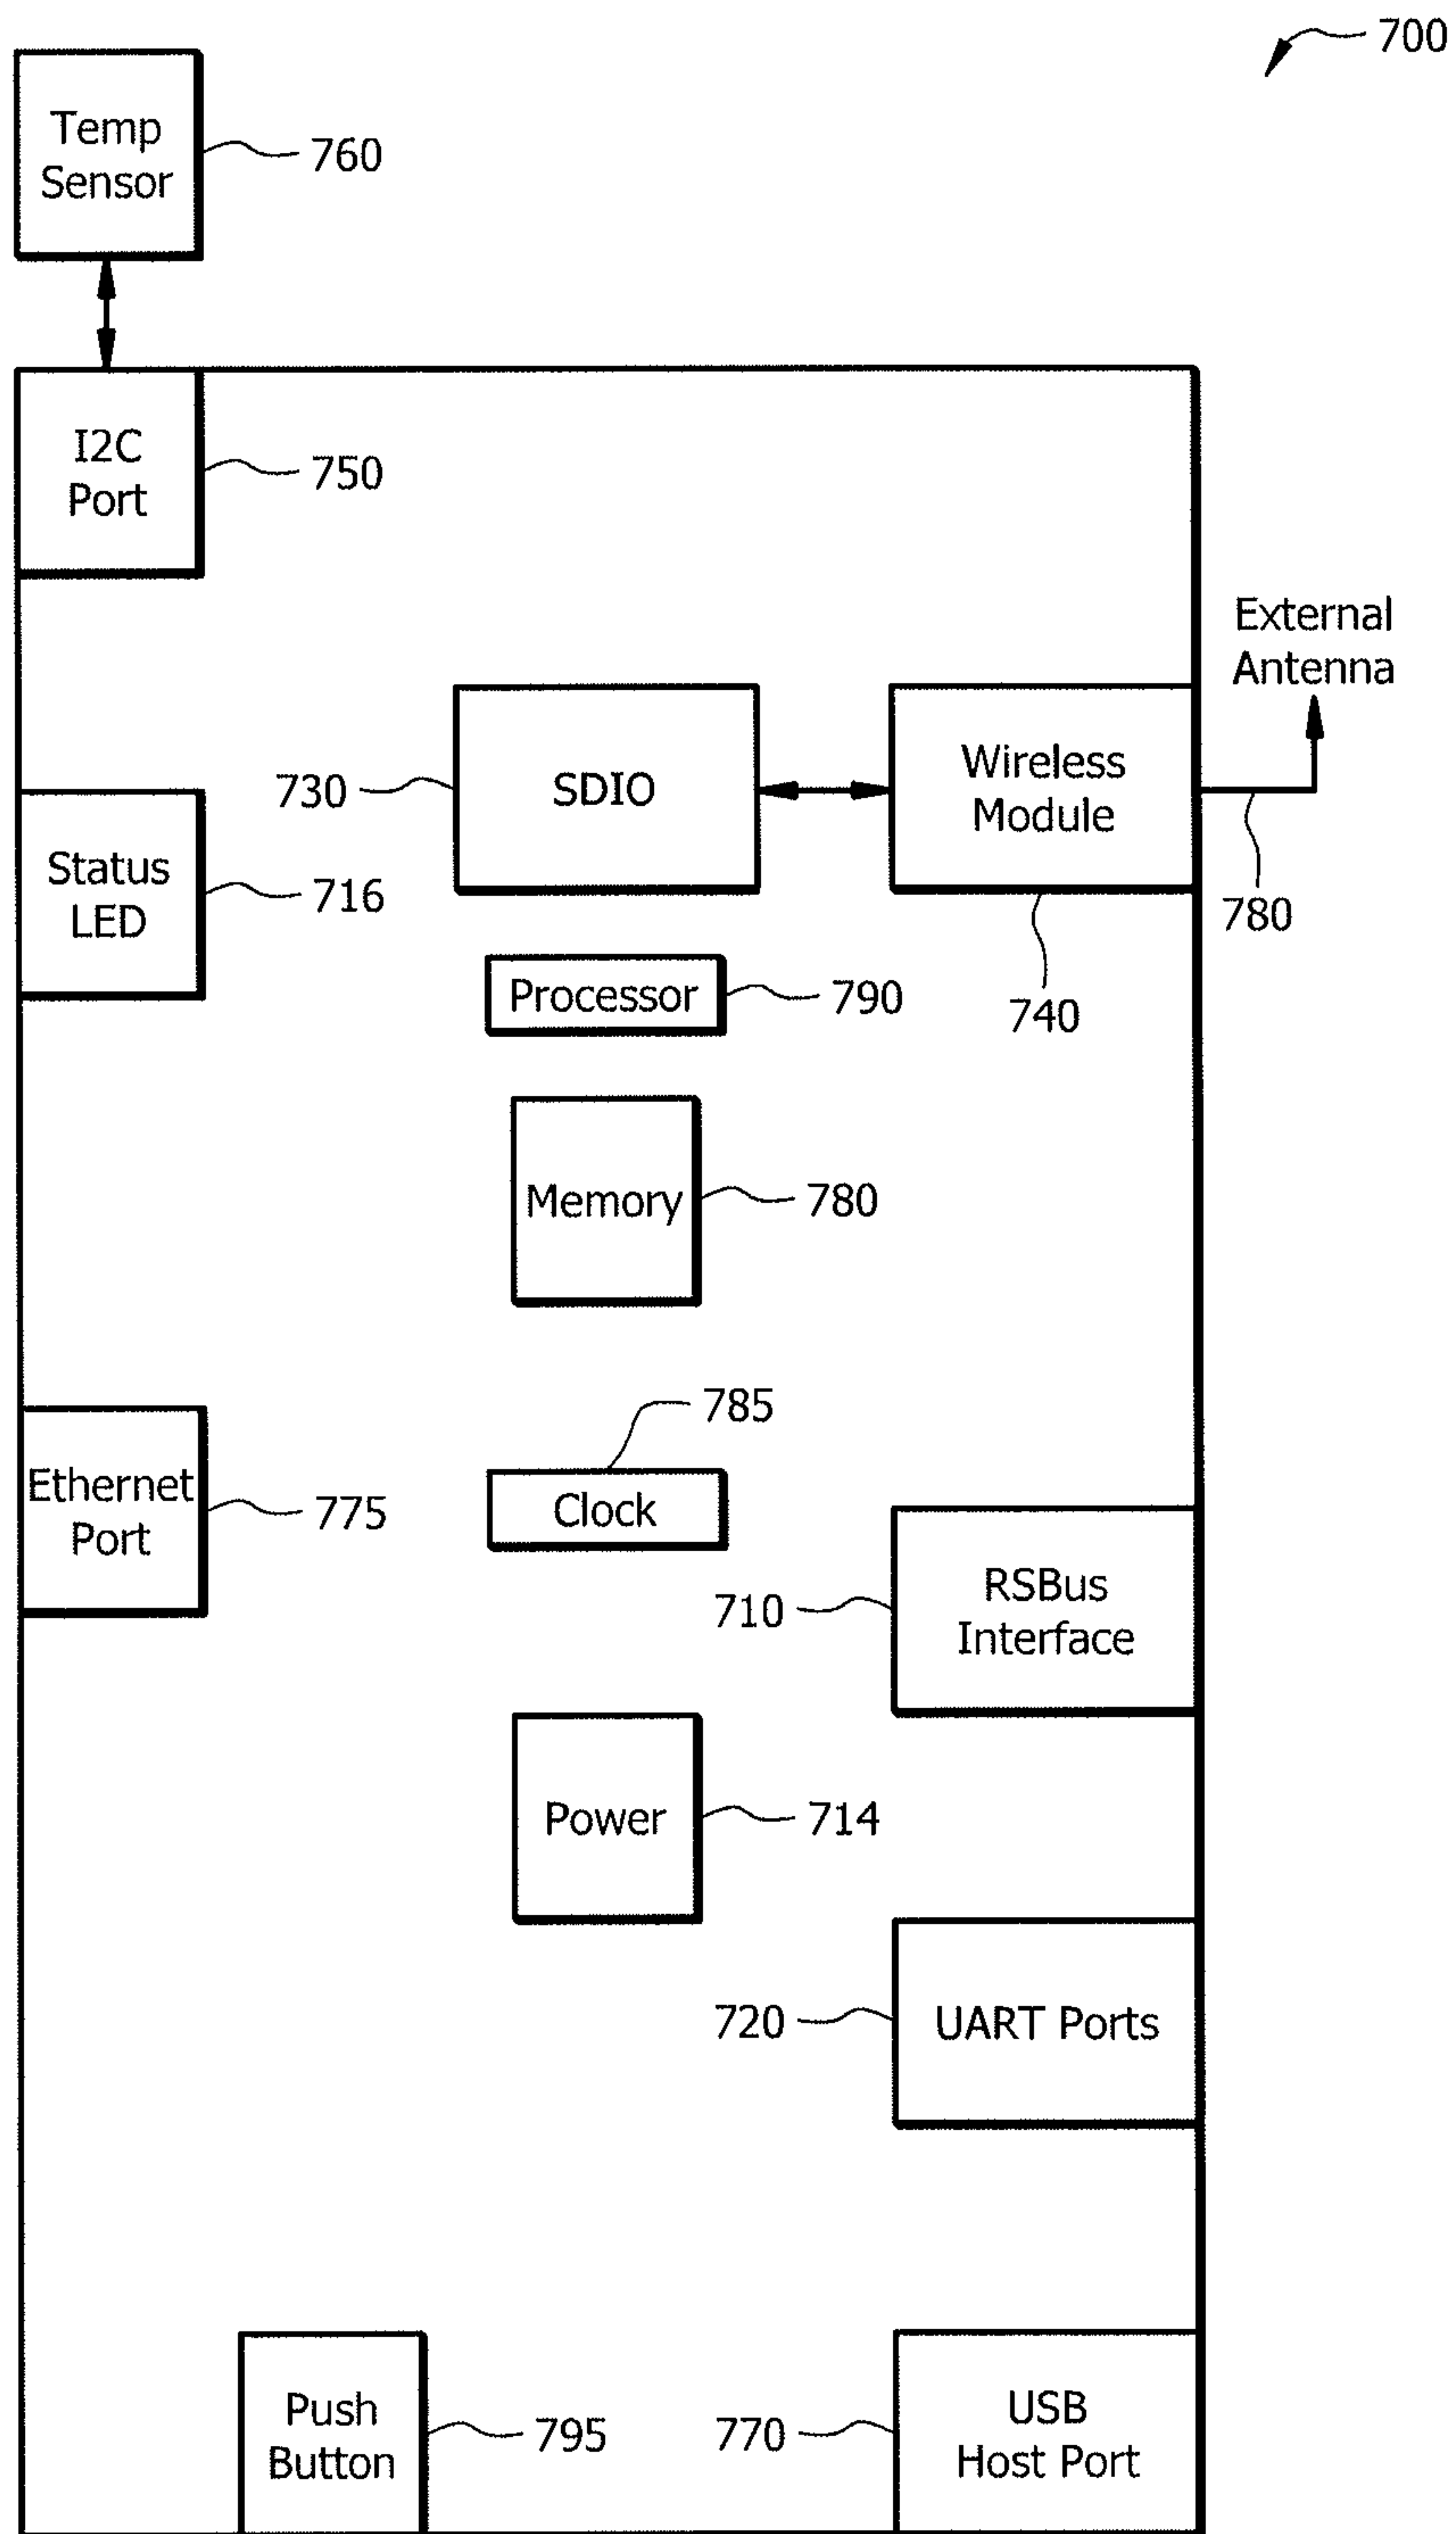 700
Temp
Sensor
760
I2C
Port
750
External
Antenna
730
SDIO
Wireless
Module
780
740
Status
LED
716
Processor
790
Memory
780
785
Clock
Ethernet
Port
775
710
RSBus
Interface
Power
714
720
UART Ports
Push
Button
795
770
USB
Host Port